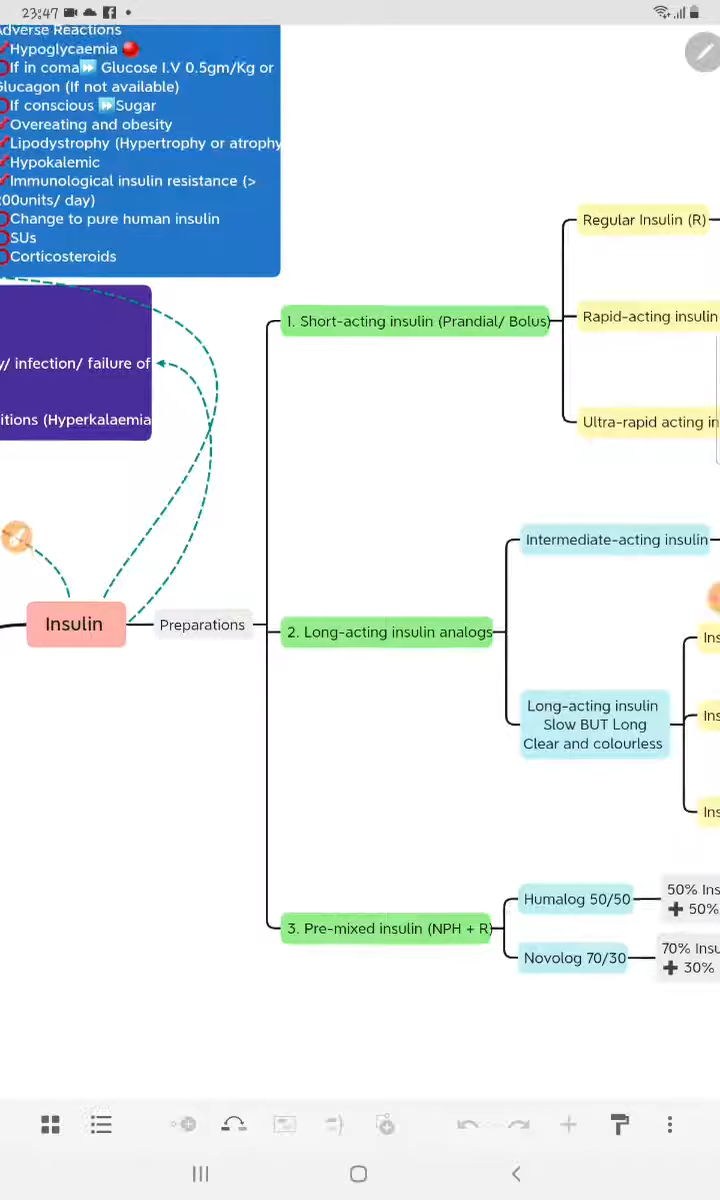 23:47
Adverse Reactions
Hypoglycaemia
If in coma Glucose I.V 0.5gm/Kg or
Glucagon (If not available)
If conscious Sugar
Overeating and obesity
Lipodystrophy (Hypertrophy or atrophy
Hypokalemic
Immunological insulin resistance (>
00units/ day)
Change to pure human insulin
SUs
Corticosteroids
y/ infection/ failure of
itions (Hyperkalaemia
Insulin
Preparations
1. Short-acting insulin (Prandial/ Bolus)
Regular Insulin (R)
Rapid-acting insulin
Ultra-rapid acting in
2. Long-acting insulin analogs
Intermediate-acting insulin
Long-acting insulin
Slow BUT Long
Clear and colourless
Ins
Ins
Ins
3. Pre-mixed insulin (NPH + R)
Humalog 50/50
50% Ins
+ 50%
Novolog 70/30
70% Insu
+ 30%